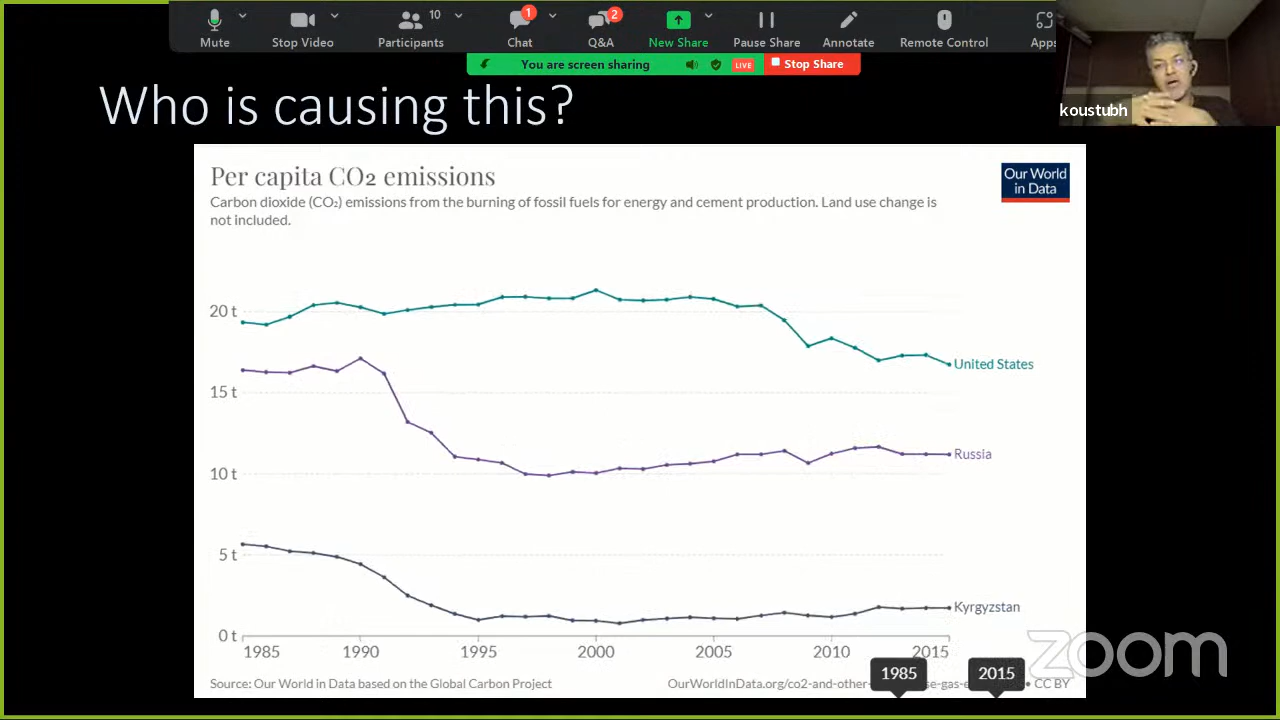 Mute
Stop Video
Participants
10
Chat
1
Q&A
2
New Share
Pause Share
Annotate
Remote Control
Apps
You are screen sharing
LIVE
Stop Share
koustubh
Who is causing this?
Per capita CO2 emissions
Our World
in Data
Carbon dioxide (CO₂) emissions from the burning of fossil fuels for energy and cement production. Land use change is
not included.
20 t
15 t
10 t
5 t
0 t
United States
Russia
Kyrgyzstan
1985
1990
1995
2000
2005
2010
2015
zoom
1985
2015
Source: Our World in Data based on the Global Carbon Project
OurWorldInData.org/co2-and-other- se-gas-e • CC BY